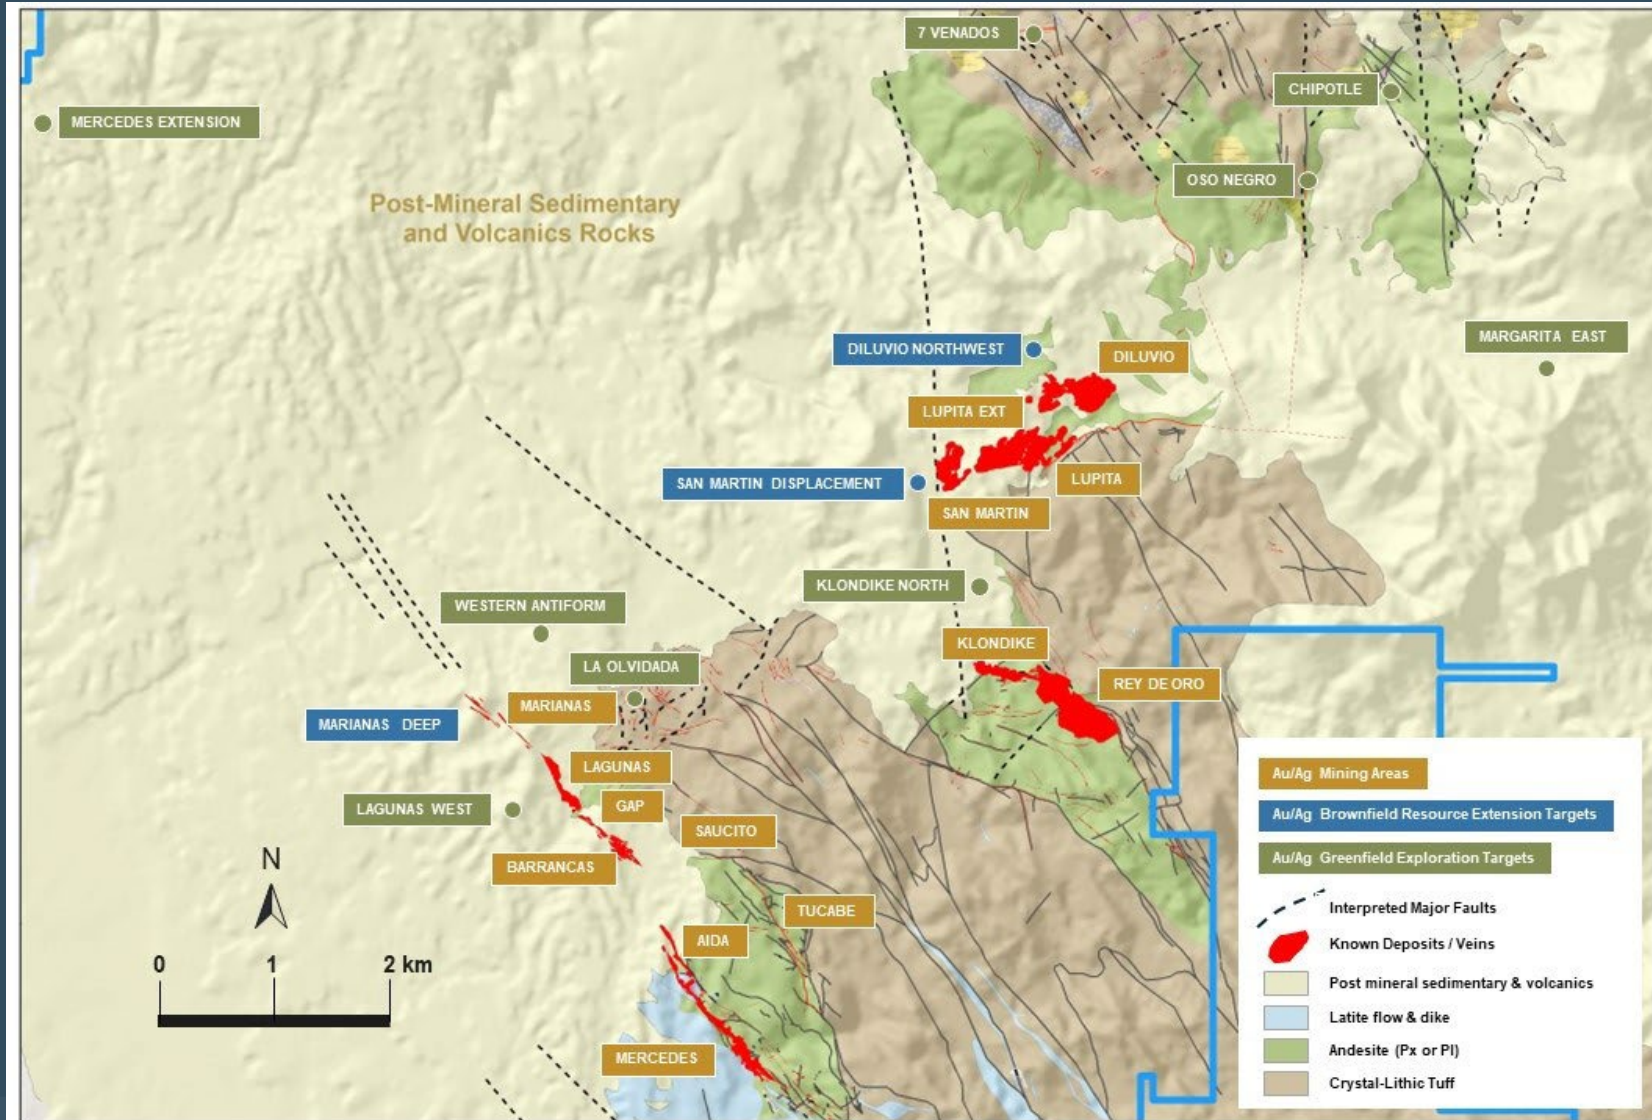 7 VENADOS
CHIPOTLE
MERCEDES EXTENSION
OSO NEGRO
Post-Mineral Sedimentary
and Volcanics Rocks
MARGARITA EAST
DILUVIO NORTHWEST
DILUVIO
LUPITA EXT
LUPITA
SAN MARTIN DISPLACEMENT
SAN MARTIN
KLONDIKE NORTH
WESTERN ANTIFORM
KLONDIKE
LA OLVIDADA
REY DE ORO
MARIANAS
MARIANAS DEEP
LAGUNAS
GAP
LAGUNAS WEST
SAUCITO
BARRANCAS
TUCABE
AIDA
MERCEDES
N
0 1 2 km
Au/Ag Mining Areas
Au/Ag Brownfield Resource Extension Targets
Au/Ag Greenfield Exploration Targets
Interpreted Major Faults
Known Deposits / Veins
Post mineral sedimentary & volcanics
Latite flow & dike
Andesite (Px or Pl)
Crystal-Lithic Tuff